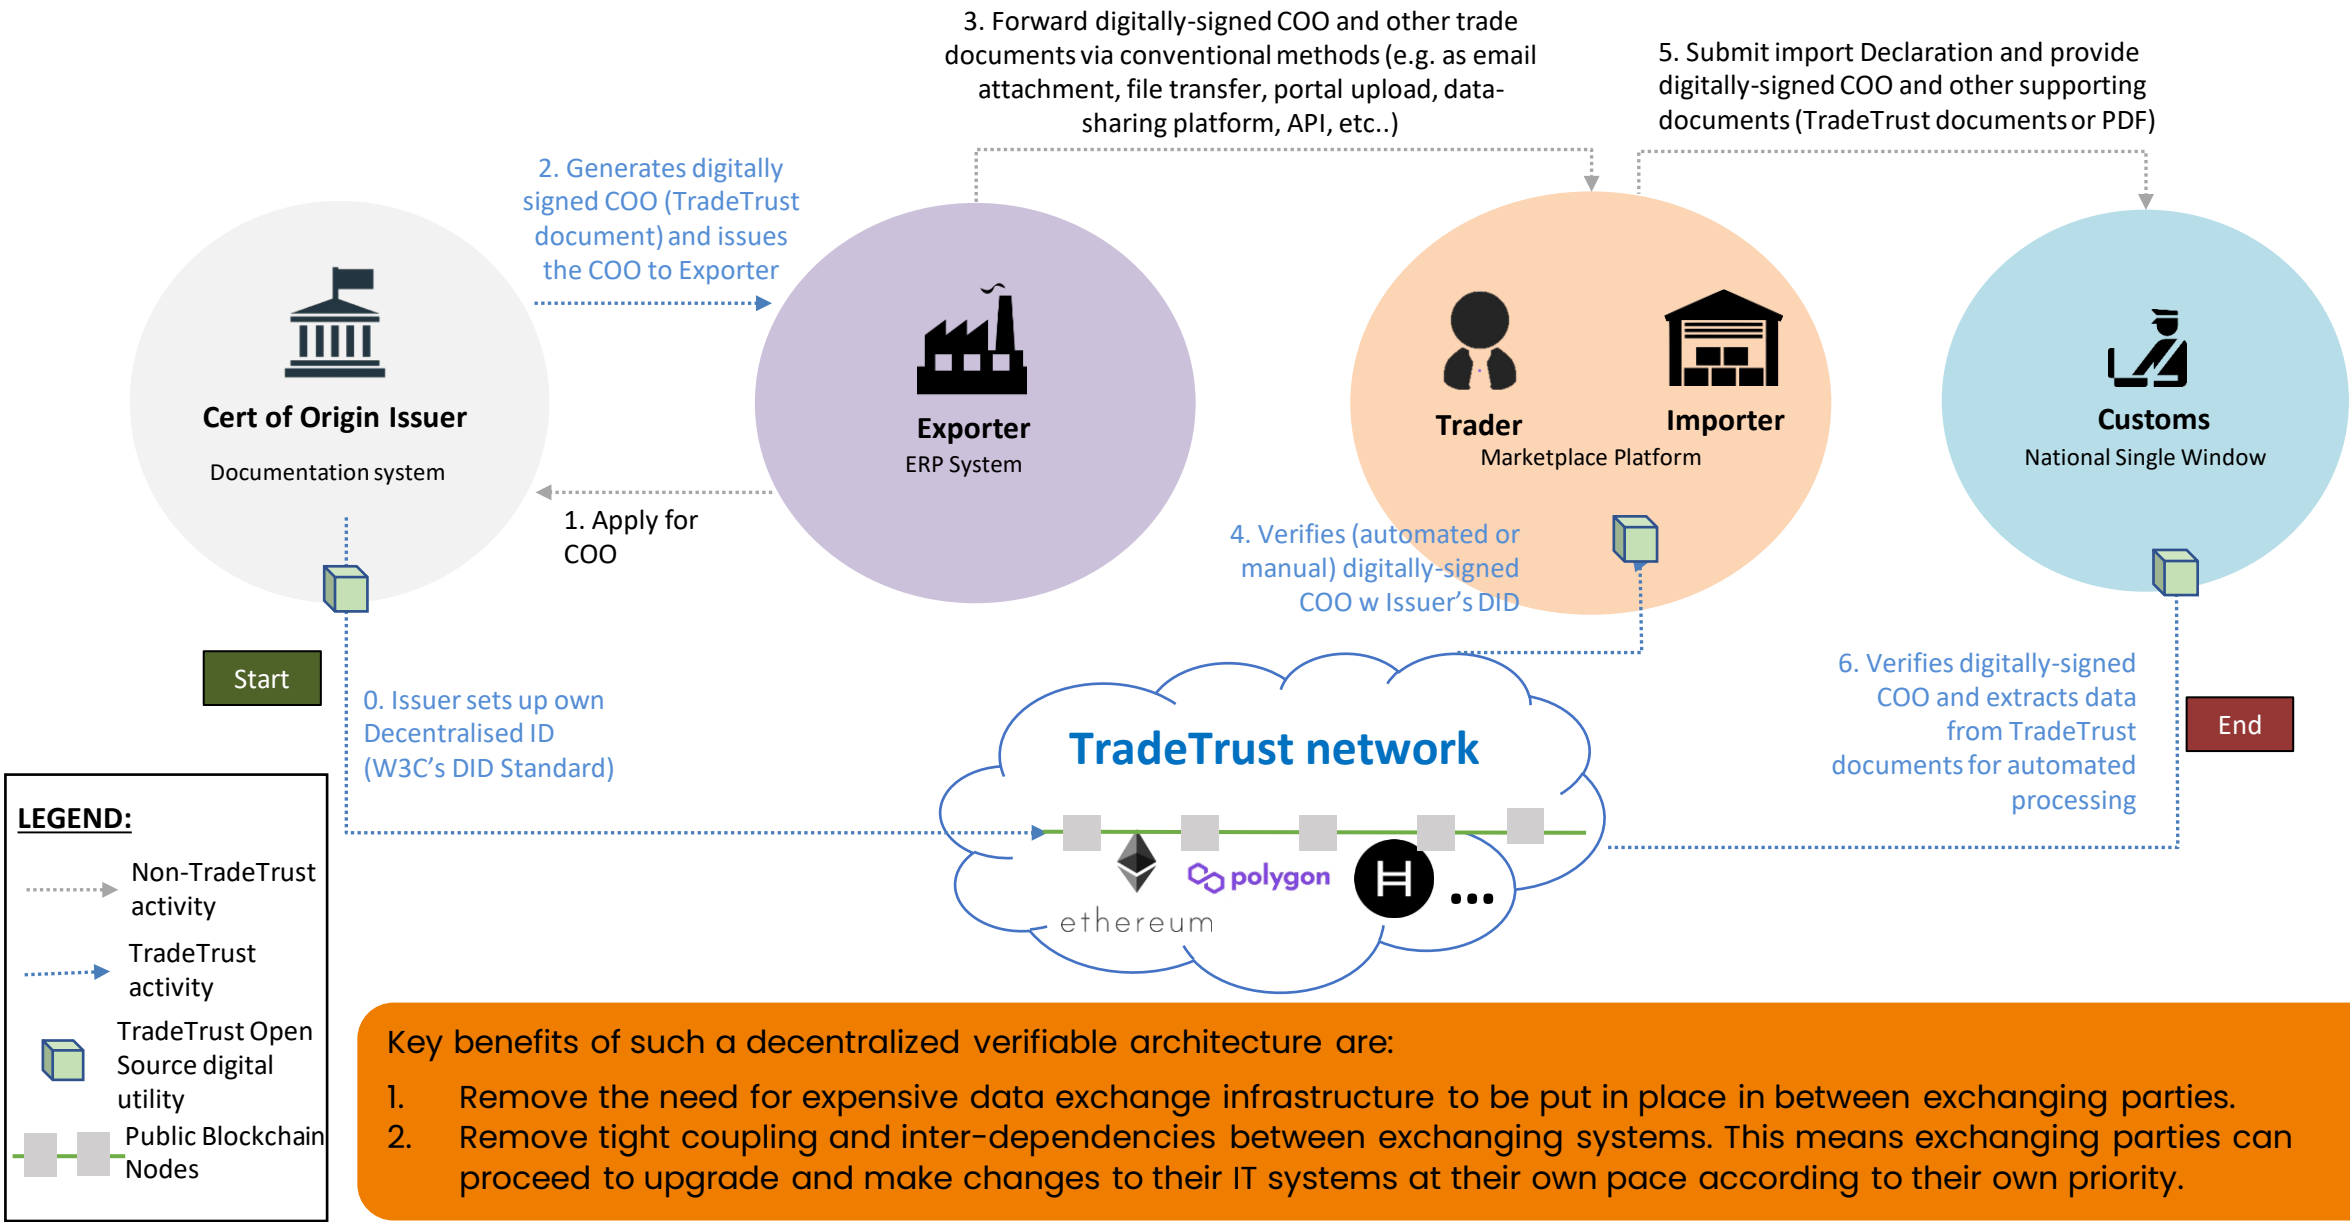 3. Forward digitally-signed COO and other trade
documents via conventional methods (e.g. as email
attachment, file transfer, portal upload, data-
sharing platform, API, etc..)
5. Submit import Declaration and provide
digitally-signed COO and other supporting
documents (TradeTrust documents or PDF)
2. Generates digitally
signed COO (TradeTrust
document) and issues
the COO to Exporter
Cert of Origin Issuer
Documentation system
Exporter
ERP System
Trader
Importer
Marketplace Platform
Customs
National Single Window
1. Apply for
COO
4. Verifies (automated or
manual) digitally-signed
COO w Issuer’s DID
Start
0. Issuer sets up own
Decentralised ID
(W3C’s DID Standard)
6. Verifies digitally-signed
COO and extracts data
from TradeTrust
documents for automated
processing
End
TradeTrust network
ethereum
polygon
...
LEGEND:
Non-TradeTrust
activity
TradeTrust
activity
TradeTrust Open
Source digital
utility
Public Blockchain
Nodes
Key benefits of such a decentralized verifiable architecture are:
1. Remove the need for expensive data exchange infrastructure to be put in place in between exchanging parties.
2. Remove tight coupling and inter-dependencies between exchanging systems. This means exchanging parties can
proceed to upgrade and make changes to their IT systems at their own pace according to their own priority.